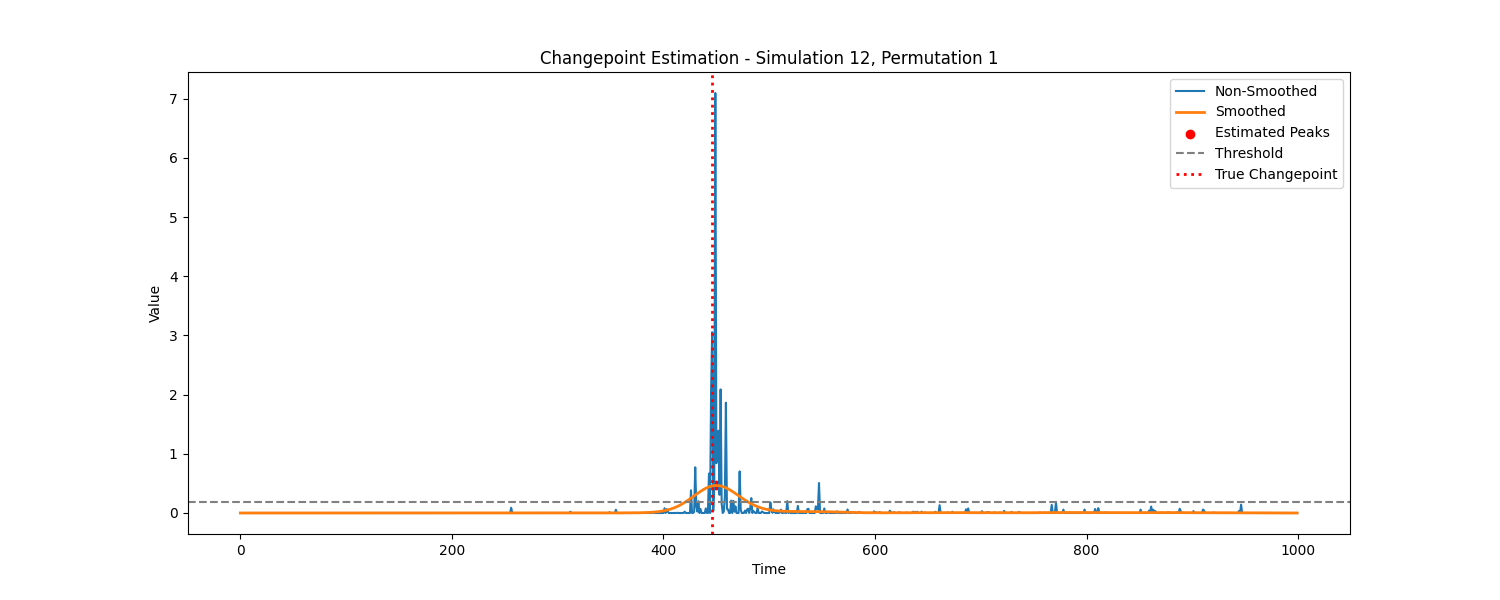 Changepoint Estimation - Simulation 12, Permutation 1
Non-Smoothed
Smoothed
Estimated Peaks
Threshold
True Changepoint
7
6
5
4
3
2
1
0
Value
0 200 400 600 800 1000
Time